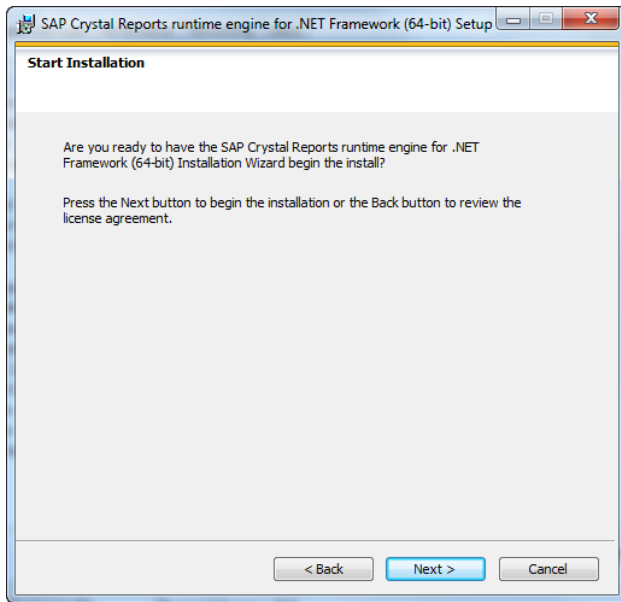 SAP Crystal Reports runtime engine for .NET Framework (64-bit) Setup
Start Installation
Are you ready to have the SAP Crystal Reports runtime engine for .NET
Framework (64-bit) Installation Wizard begin the install?
Press the Next button to begin the installation or the Back button to review the
license agreement.
< Back Next > Cancel